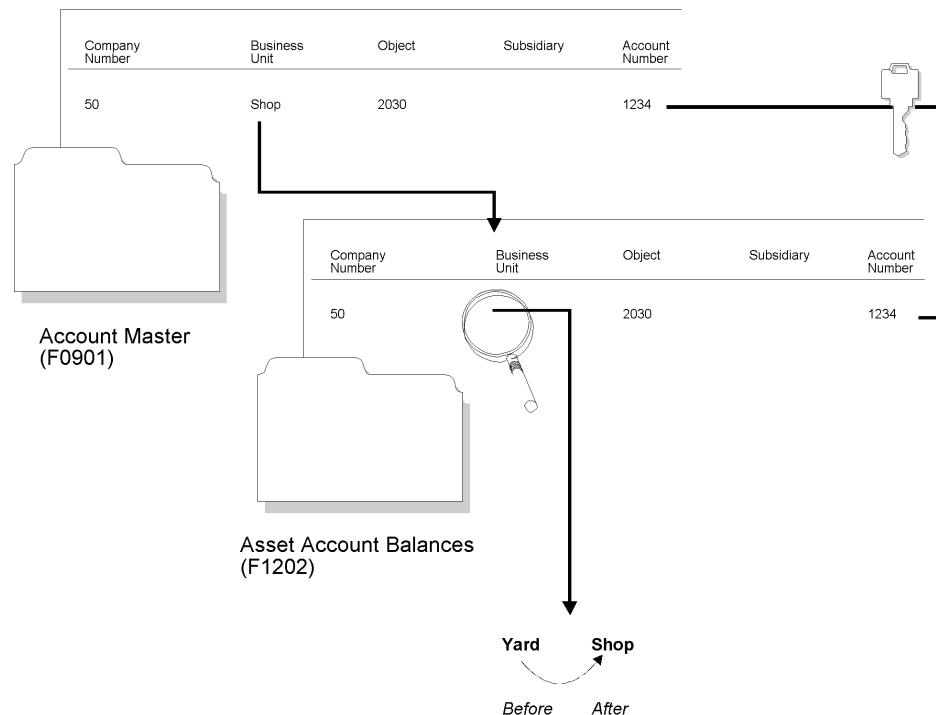 Company Business Object Subsidiary Account
Number Unit Number
50 Shop 2030 1234
Company Business Object Subsidiary Account
Number Unit Number
50 2030 1234
Account Master
(F0901)
Asset Account Balances
(F1202)
Yard Shop
Before After